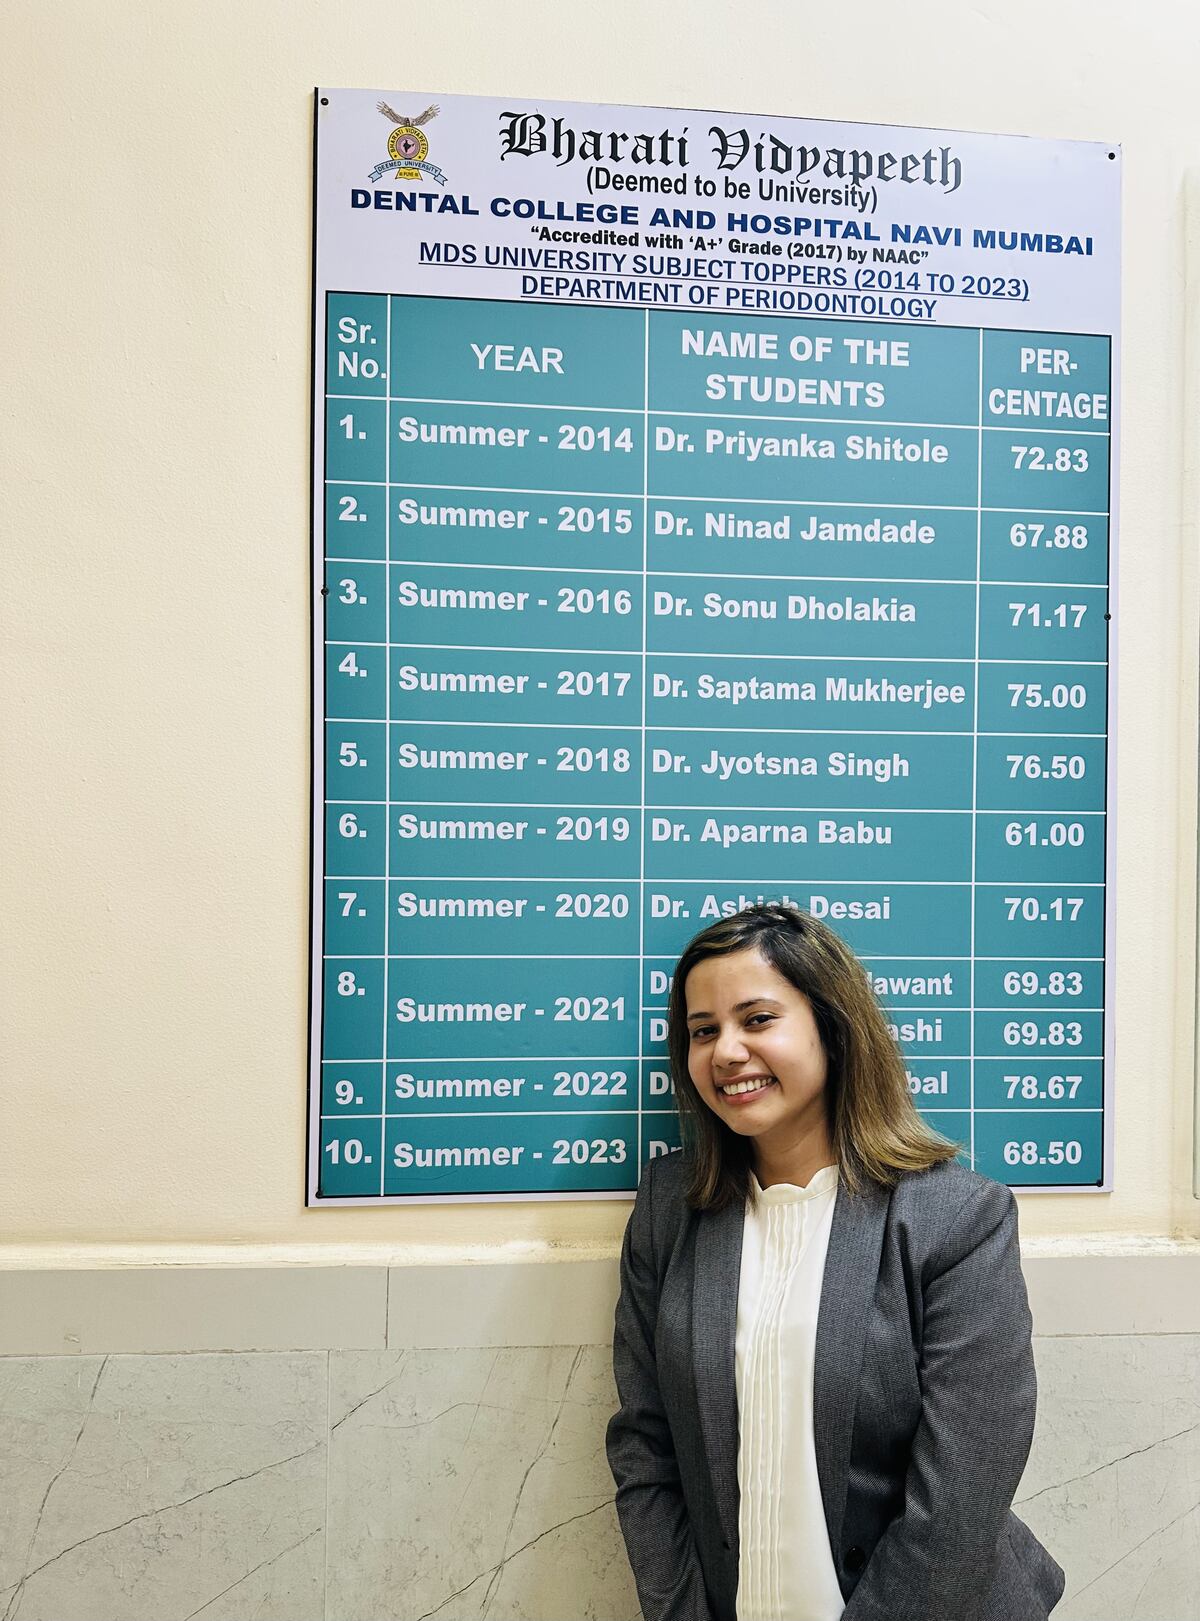 BHARATI VIDYAPEETH
DEEMED UNIVERSITY
Bharati Vidyapeeth
(Deemed to be University)
DENTAL COLLEGE AND HOSPITAL NAVI MUMBAI
“Accredited with ‘A+’ Grade (2017) by NAAC”
MDS UNIVERSITY SUBJECT TOPPERS (2014 TO 2023)
DEPARTMENT OF PERIODONTOLOGY
Sr. No. YEAR NAME OF THE STUDENTS PER-CENTAGE
1. Summer - 2014 Dr. Priyanka Shitole 72.83
2. Summer - 2015 Dr. Ninad Jamdade 67.88
3. Summer - 2016 Dr. Sonu Dholakia 71.17
4. Summer - 2017 Dr. Saptama Mukherjee 75.00
5. Summer - 2018 Dr. Jyotsna Singh 76.50
6. Summer - 2019 Dr. Aparna Babu 61.00
7. Summer - 2020 Dr. Ashish Desai 70.17
8. Summer - 2021 69.83
69.83
9. Summer - 2022 78.67
10. Summer - 2023 68.50